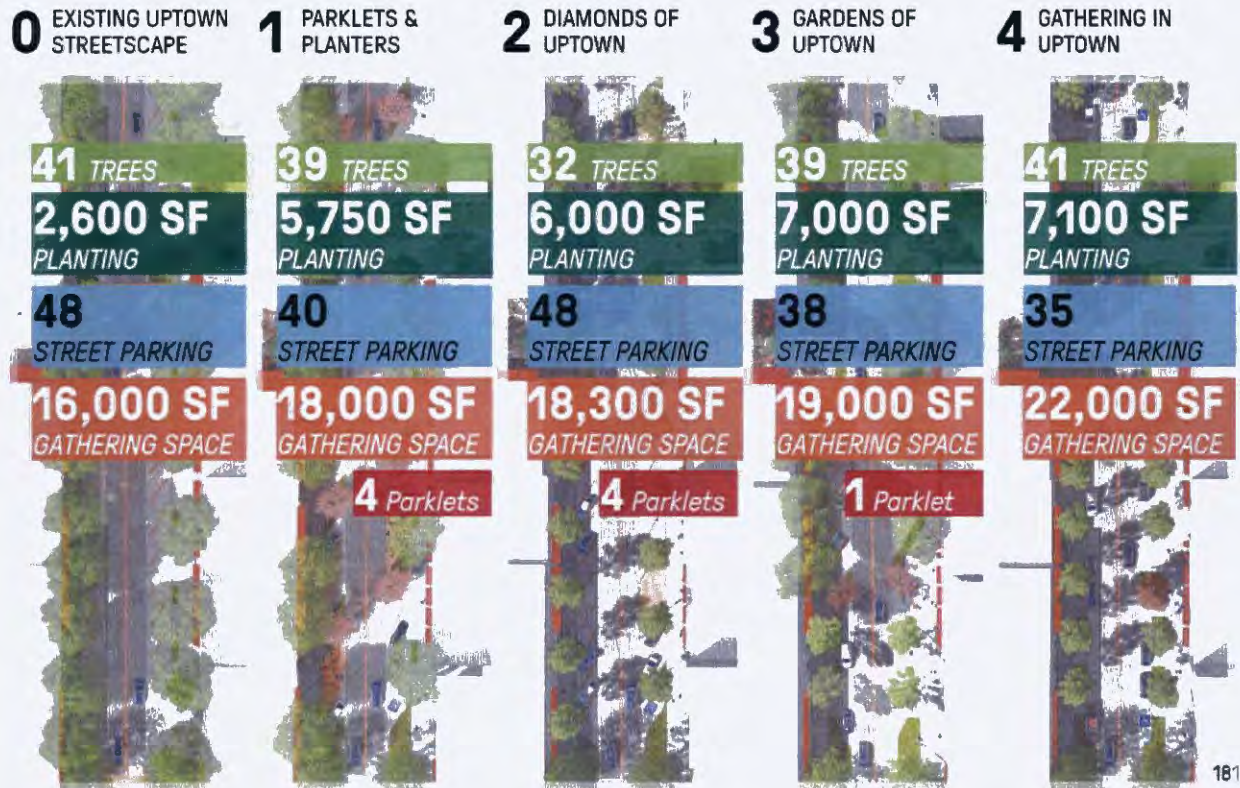 0 EXISTING UPTOWN
STREETSCAPE
41 TREES
2,600 SF
PLANTING
48
STREET PARKING
16,000 SF
GATHERING SPACE
1 PARKLETS &
PLANTERS
39 TREES
5,750 SF
PLANTING
40
STREET PARKING
18,000 SF
GATHERING SPACE
4 Parklets
2 DIAMONDS OF
UPTOWN
32 TREES
6,000 SF
PLANTING
48
STREET PARKING
18,300 SF
GATHERING SPACE
4 Parklets
3 GARDENS OF
UPTOWN
39 TREES
7,000 SF
PLANTING
38
STREET PARKING
19,000 SF
GATHERING SPACE
1 Parklet
4 GATHERING IN
UPTOWN
41 TREES
7,100 SF
PLANTING
35
STREET PARKING
22,000 SF
GATHERING SPACE
181